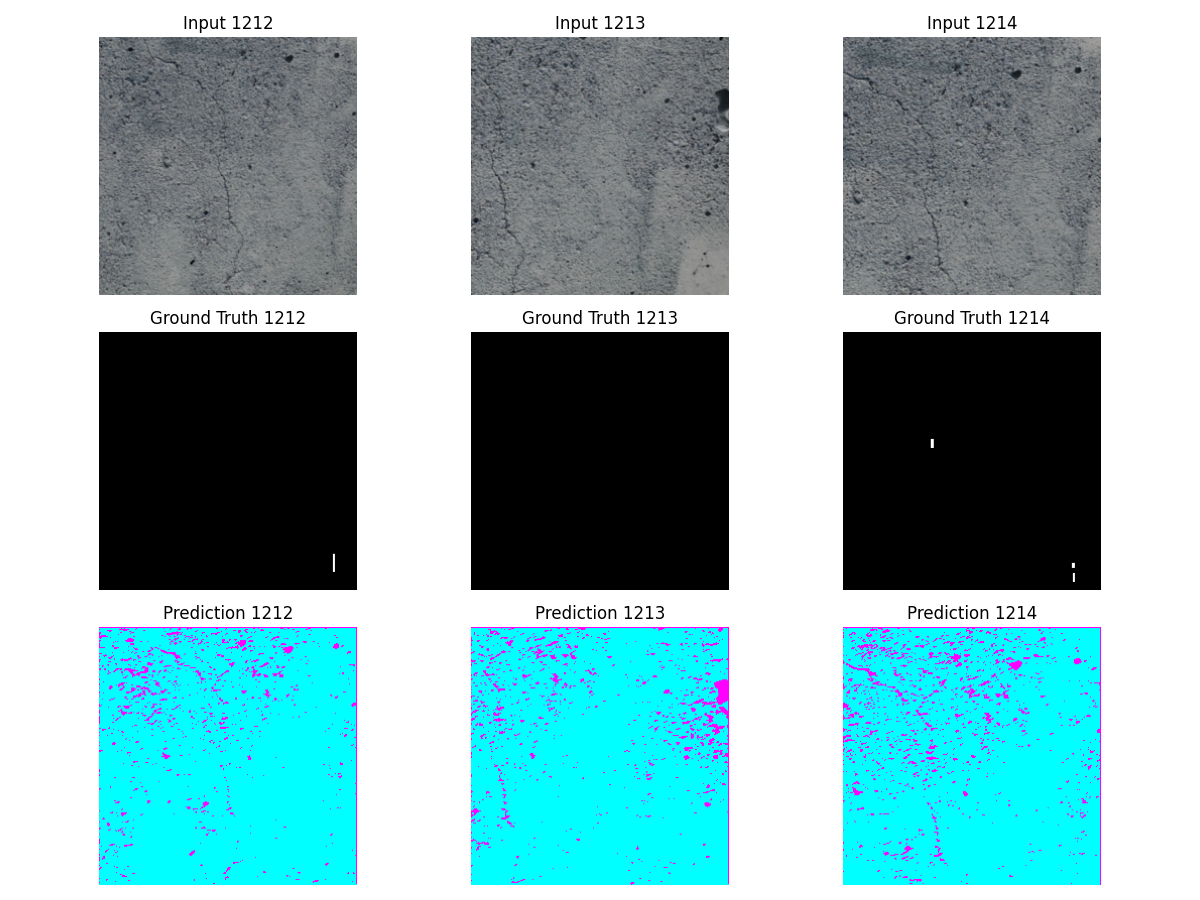 Input 1212
Input 1213
Input 1214
Ground Truth 1212
Ground Truth 1213
Ground Truth 1214
Prediction 1212
Prediction 1213
Prediction 1214